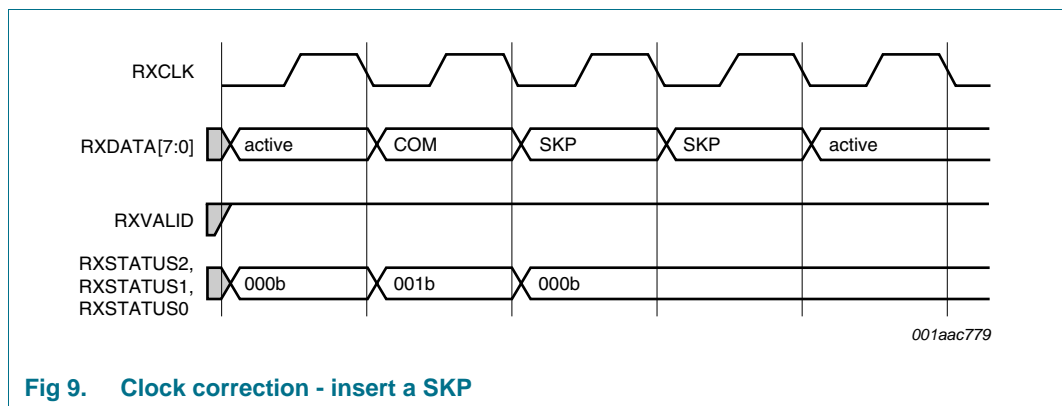 RXCLK
RXDATA[7:0]
active
COM
SKP
SKP
active
RXVALID
RXSTATUS2,
RXSTATUS1,
RXSTATUS0
000b
001b
000b
001aac779
Fig 9. Clock correction - insert a SKP